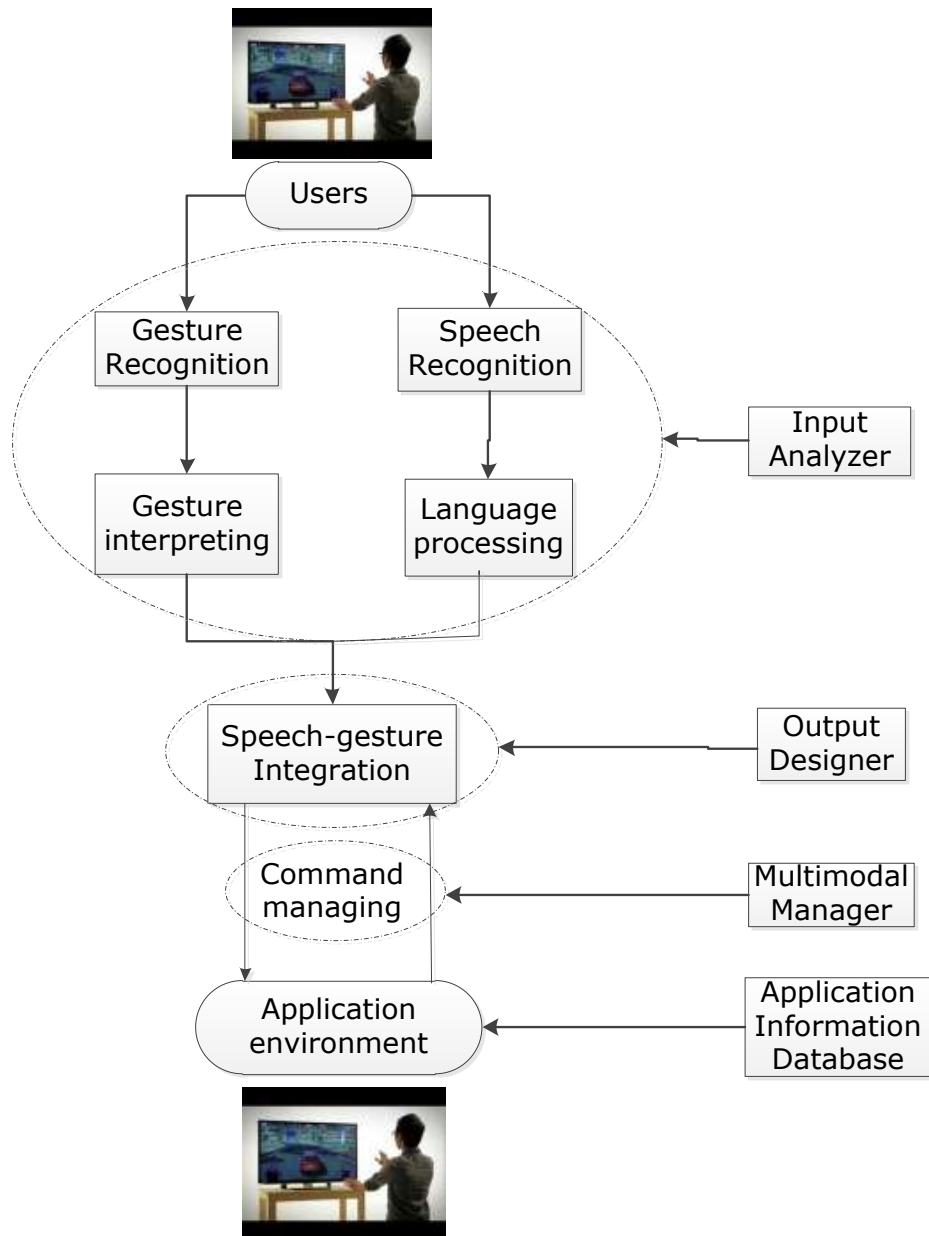 Users
Gesture
Recognition
Speech
Recognition
Input
Analyzer
Gesture
interpreting
Language
processing
Speech-gesture
Integration
Output
Designer
Command
managing
Multimodal
Manager
Application
environment
Application
Information
Database